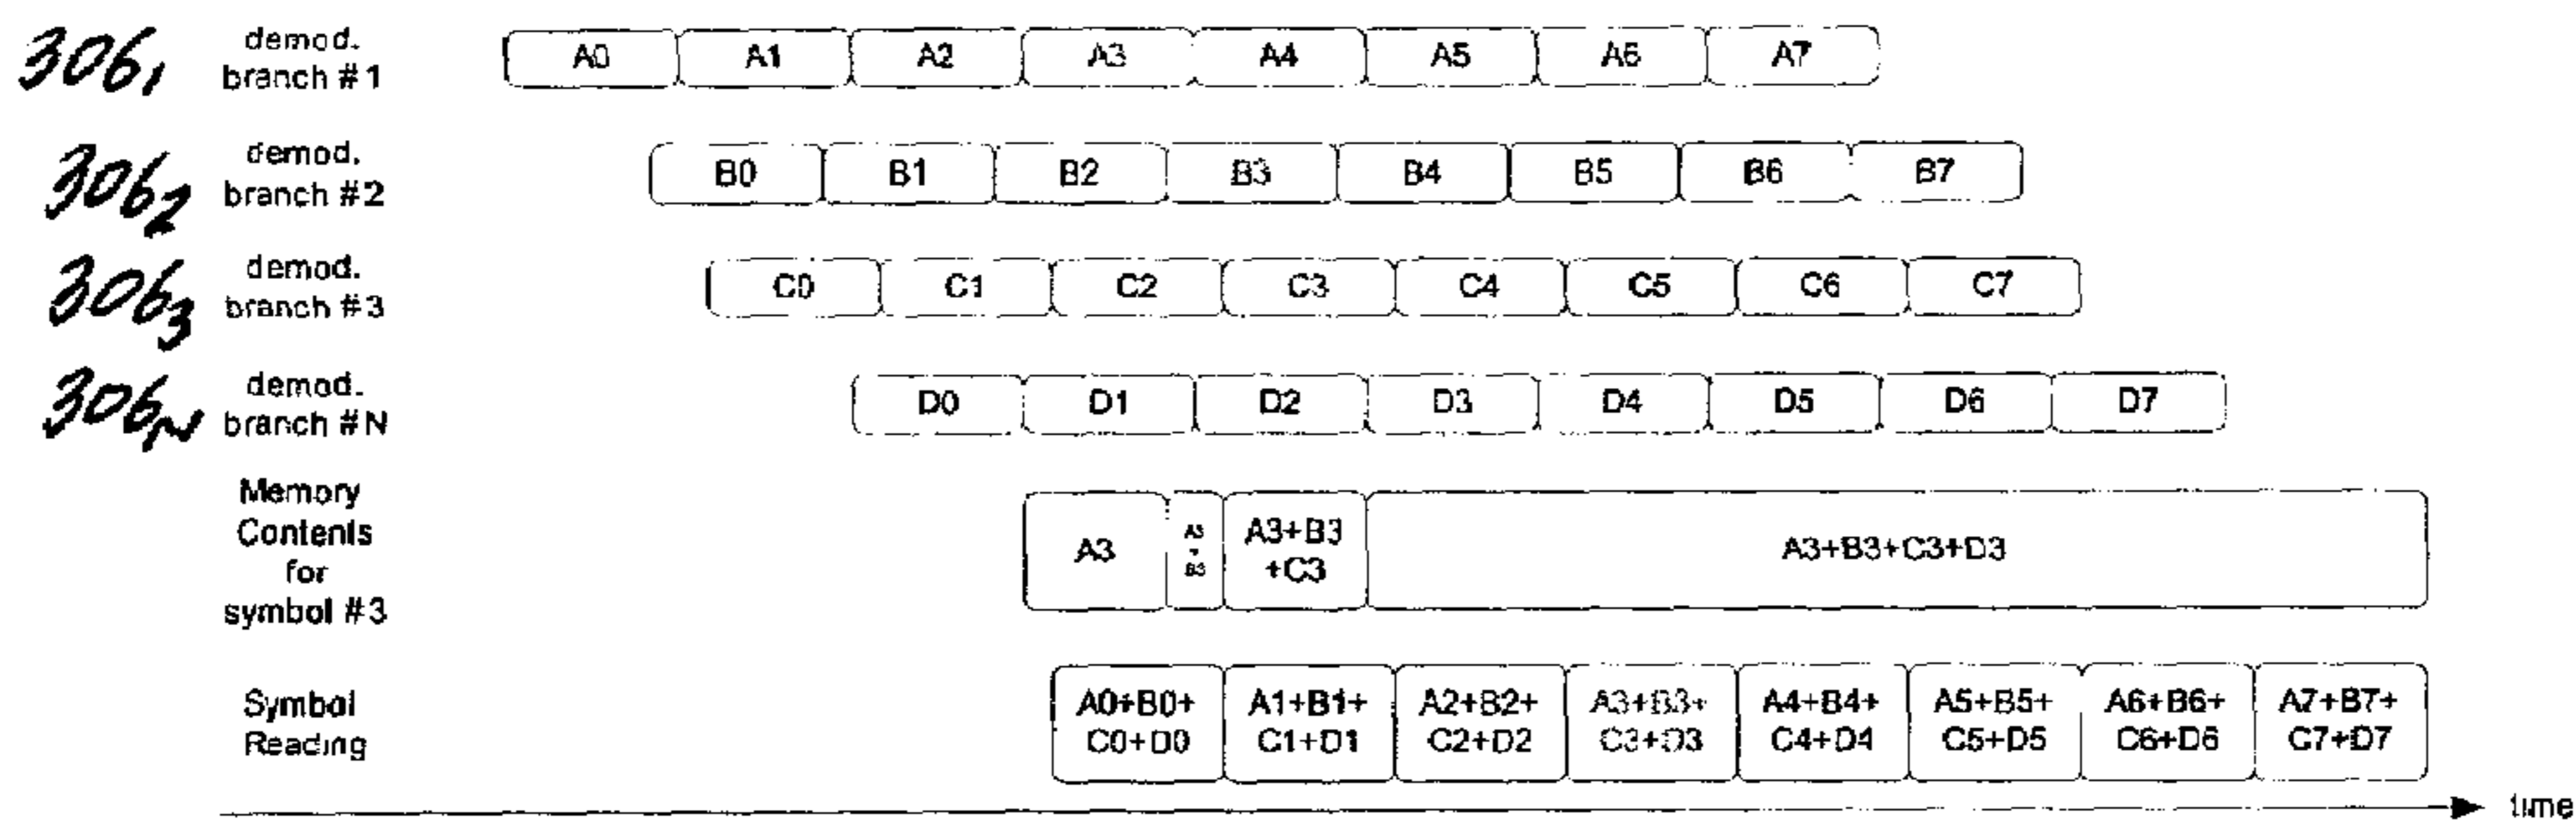 306₁ demod. branch #1 A0 A1 A2 A3 A4 A5 A6 A7
306₂ demod. branch #2 B0 B1 B2 B3 B4 B5 B6 B7
306₃ demod. branch #3 C0 C1 C2 C3 C4 C5 C6 C7
306N demod. branch #N D0 D1 D2 D3 D4 D5 D6 D7
Memory
Contents
for
symbol #3
A3
A3
+
B3
A3+B3
+C3
A3+B3+C3+D3
Symbol
Reading
A0+B0+
C0+D0
A1+B1+
C1+D1
A2+B2+
C2+D2
A3+B3+
C3+D3
A4+B4+
C4+D4
A5+B5+
C5+D5
A6+B6+
C6+D6
A7+B7+
C7+D7
time